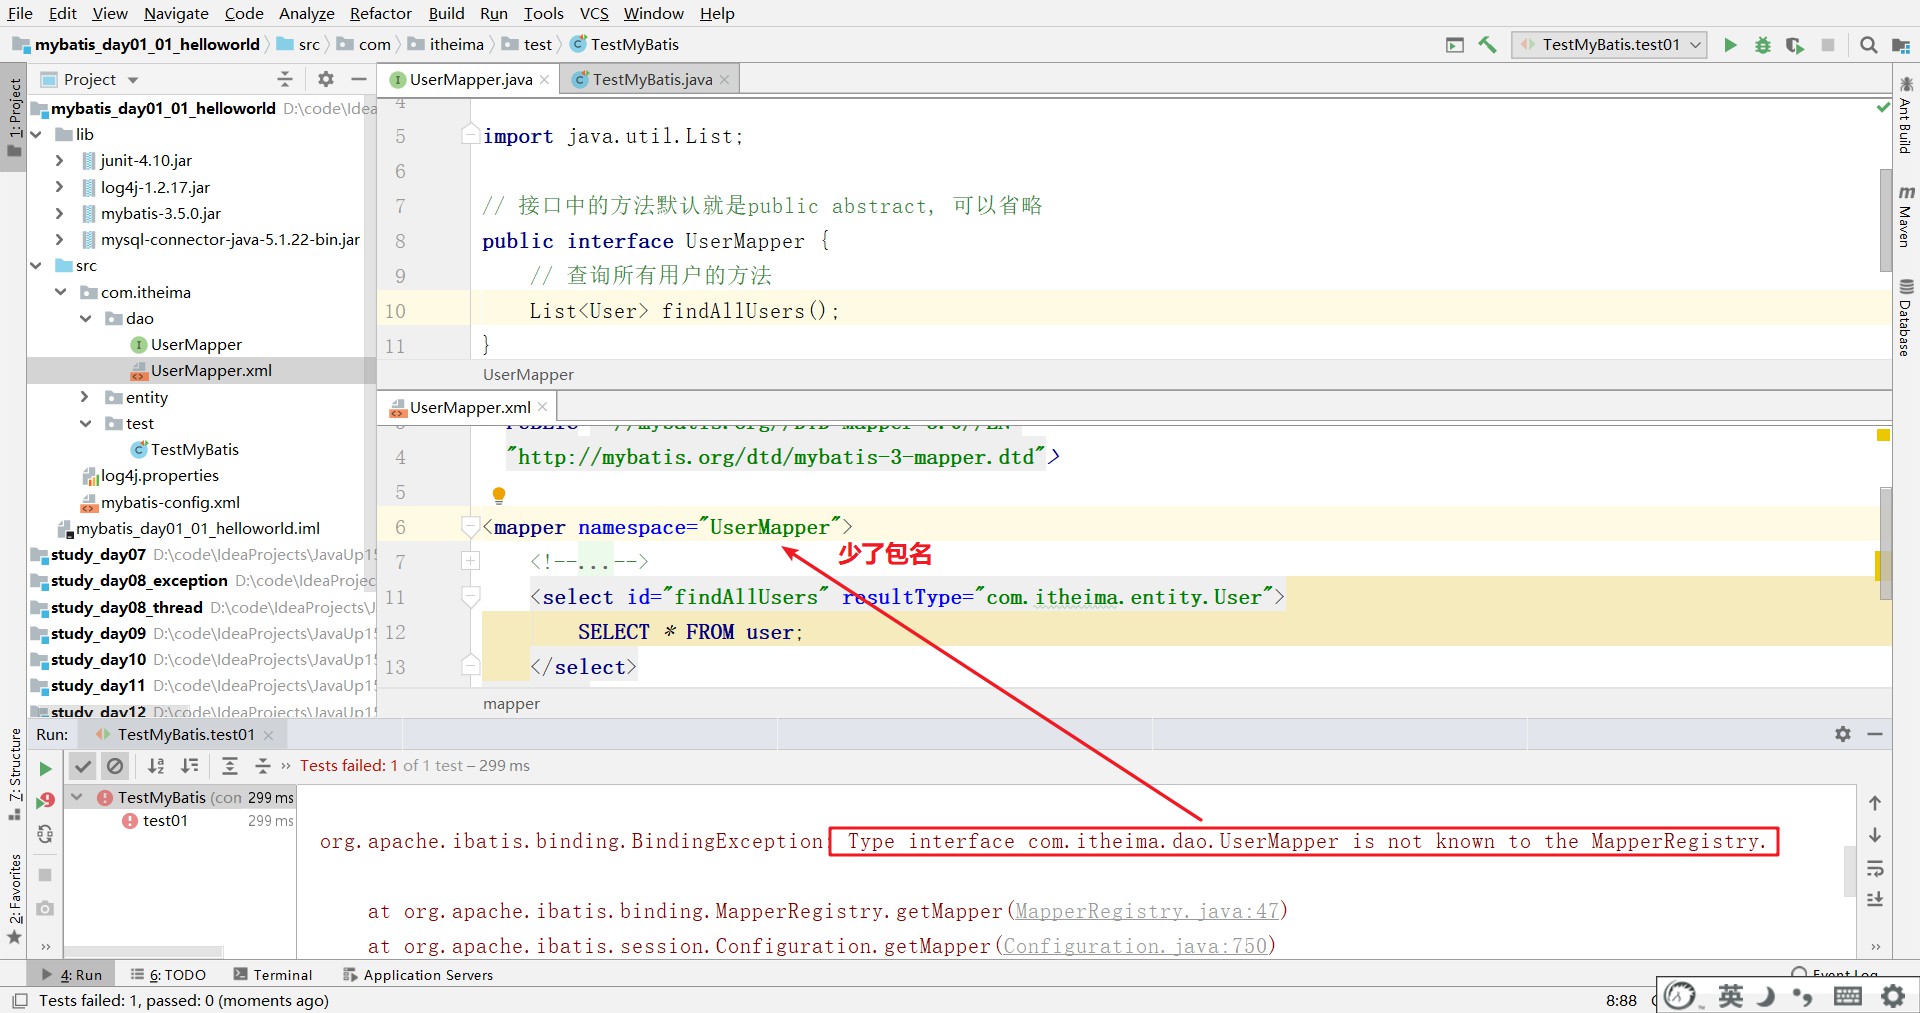 File Edit View Navigate Code Analyze Refactor Build Run Tools VCS Window Help
mybatis_day01_01_helloworld src com itheima test TestMyBatis
TestMyBatis.test01
1: Project
Project
UserMapper.java
TestMyBatis.java
mybatis_day01_01_helloworld D:\code\Idea
lib
junit-4.10.jar
log4j-1.2.17.jar
mybatis-3.5.0.jar
mysql-connector-java-5.1.22-bin.jar
src
com.itheima
dao
UserMapper
UserMapper.xml
entity
test
TestMyBatis
log4j.properties
mybatis-config.xml
mybatis_day01_01_helloworld.iml
study_day07 D:\code\IdeaProjects\JavaUp15
study_day08_exception D:\code\IdeaProjec
study_day08_thread D:\code\IdeaProjects\J
study_day09 D:\code\IdeaProjects\JavaUp15
study_day10 D:\code\IdeaProjects\JavaUp15
study_day11 D:\code\IdeaProjects\JavaUp15
study_day12 D:\code\IdeaProjects\JavaUp15
4
5 import java.util.List;
6
7 // 接口中的方法默认就是public abstract, 可以省略
8 public interface UserMapper {
9 // 查询所有用户的方法
10 List<User> findAllUsers();
11 }
UserMapper
UserMapper.xml
4 "http://mybatis.org/dtd/mybatis-3-mapper.dtd">
5
6 <mapper namespace="UserMapper">
少了包名
7 <!--...-->
11 <select id="findAllUsers" resultType="com.itheima.entity.User">
12 SELECT * FROM user;
13 </select>
mapper
Ant Build
Maven
Database
Run: TestMyBatis.test01
Tests failed: 1 of 1 test – 299 ms
TestMyBatis (con 299 ms
test01 299 ms
org.apache.ibatis.binding.BindingException: Type interface com.itheima.dao.UserMapper is not known to the MapperRegistry.
at org.apache.ibatis.binding.MapperRegistry.getMapper(MapperRegistry.java:47)
at org.apache.ibatis.session.Configuration.getMapper(Configuration.java:750)
7: Structure
2: Favorites
4: Run 6: TODO Terminal Application Servers Event Log
Tests failed: 1, passed: 0 (moments ago)
8:88
英